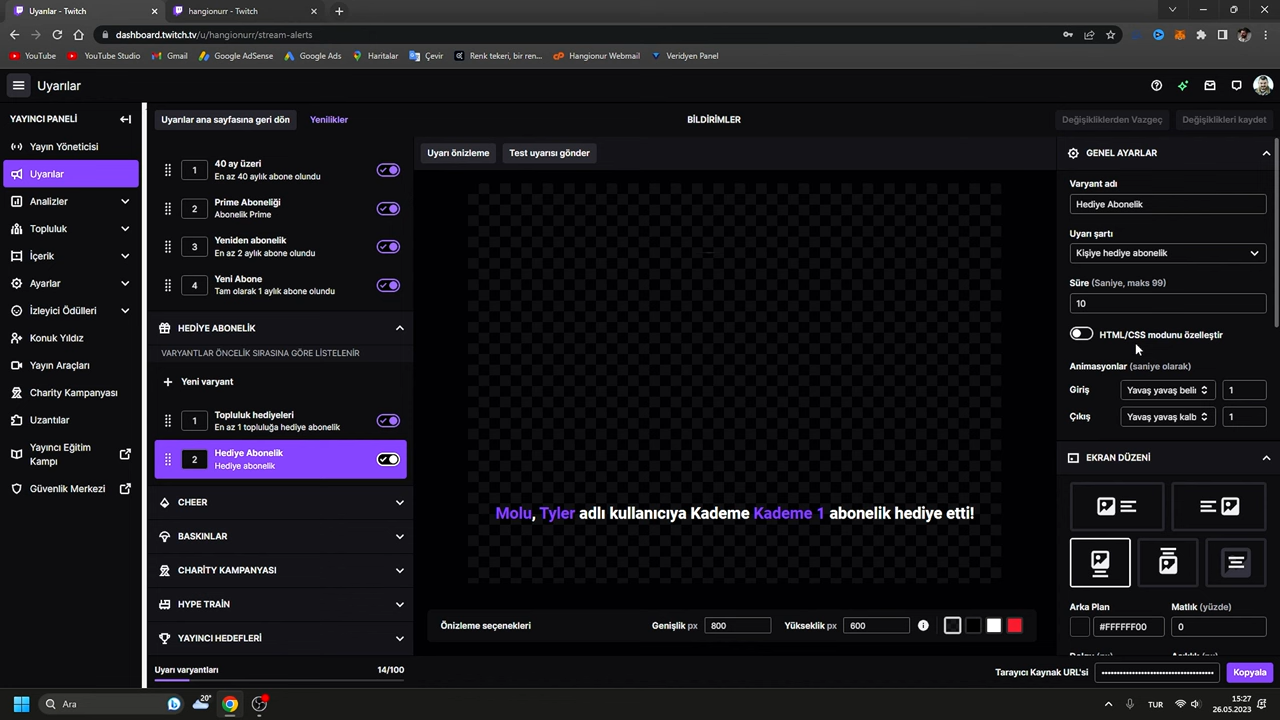 Uyarılar - Twitch
hangionurr - Twitch
dashboard.twitch.tv/u/hangionurr/stream-alerts
YouTube
YouTube Studio
Gmail
Google AdSense
Google Ads
Haritalar
Çevir
Renk tekeri, bir ren...
Hangionur Webmail
Veridyen Panel
Uyarılar
YAYINCI PANELİ
Yayın Yöneticisi
Uyarılar
Analizler
Topluluk
İçerik
Ayarlar
İzleyici Ödülleri
Konuk Yıldız
Yayın Araçları
Charity Kampanyası
Uzantılar
Yayıncı Eğitim
Kampı
Güvenlik Merkezi
Uyarılar ana sayfasına geri dön
Yenilikler
BİLDİRİMLER
Değişikliklerden Vazgeç
Değişiklikleri kaydet
1
40 ay üzeri
En az 40 aylık abone olundu
2
Prime Aboneliği
Abonelik Prime
3
Yeniden abonelik
En az 2 aylık abone olundu
4
Yeni Abone
Tam olarak 1 aylık abone olundu
HEDİYE ABONELİK
VARYANTLAR ÖNCELİK SIRASINA GÖRE LİSTELENİR
Yeni varyant
1
Topluluk hediyeleri
En az 1 topluluğa hediye abonelik
2
Hediye Abonelik
Hediye abonelik
CHEER
BASKINLAR
CHARİTY KAMPANYASI
HYPE TRAIN
YAYINCI HEDEFLERİ
Uyarı varyantları
14/100
Uyarı önizleme
Test uyarısı gönder
Molu, Tyler adlı kullanıcıya Kademe Kademe 1 abonelik hediye etti!
Önizleme seçenekleri
Genişlik px
800
Yükseklik px
600
GENEL AYARLAR
Varyant adı
Hediye Abonelik
Uyarı şartı
Kişiye hediye abonelik
Süre (Saniye, maks 99)
10
HTML/CSS modunu özelleştir
Animasyonlar (saniye olarak)
Giriş
Yavaş yavaş beli
1
Çıkış
Yavaş yavaş kalb
1
EKRAN DÜZENİ
Arka Plan
Matlık (yüzde)
#FFFFFF00
0
Tarayıcı Kaynak URL'si
Kopyala
Ara
20°
TUR
15:27
26.05.2023